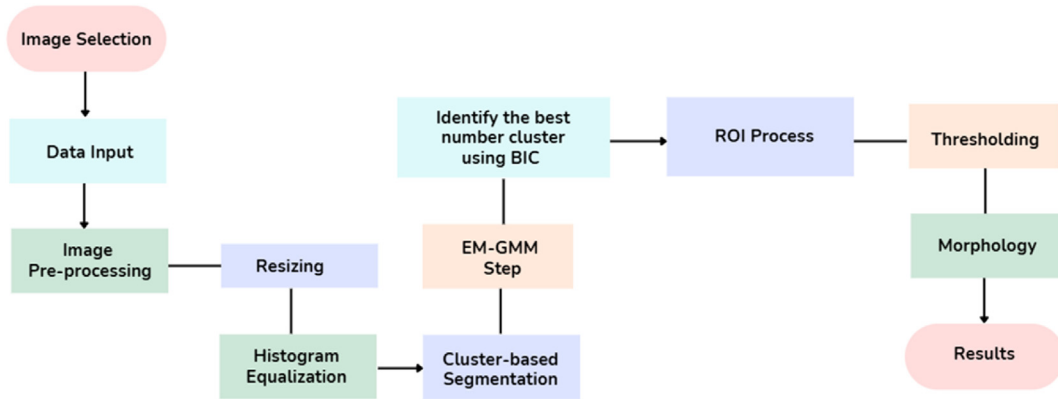 Image Selection
Data Input
Image
Pre-processing
Resizing
Histogram
Equalization
Cluster-based
Segmentation
EM-GMM
Step
Identify the best
number cluster
using BIC
ROI Process
Thresholding
Morphology
Results